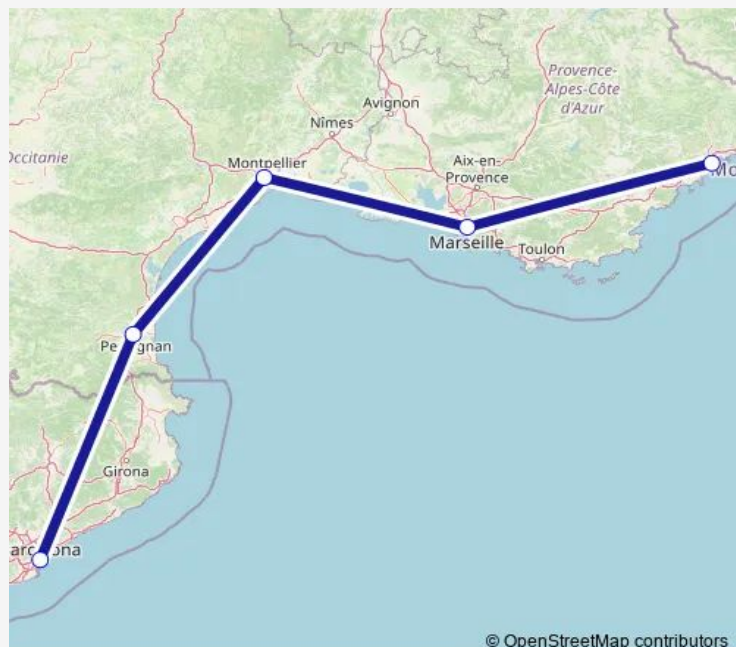 Provence-
Alpes-Côte
d'Azur
Avignon
Nîmes
Occitanie
Montpellier
Aix-en-
Provence
Marseille
Toulon
Girona
© OpenStreetMap contributors